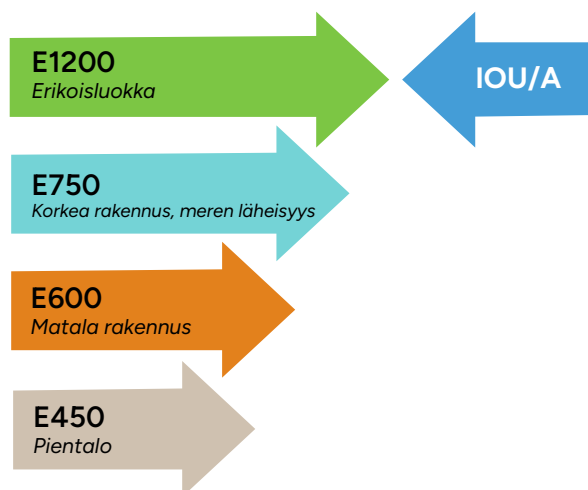 E1200
Erikoisluokka
IOU/A
E750
Korkea rakennus, meren läheisyys
E600
Matala rakennus
E450
Pientalo